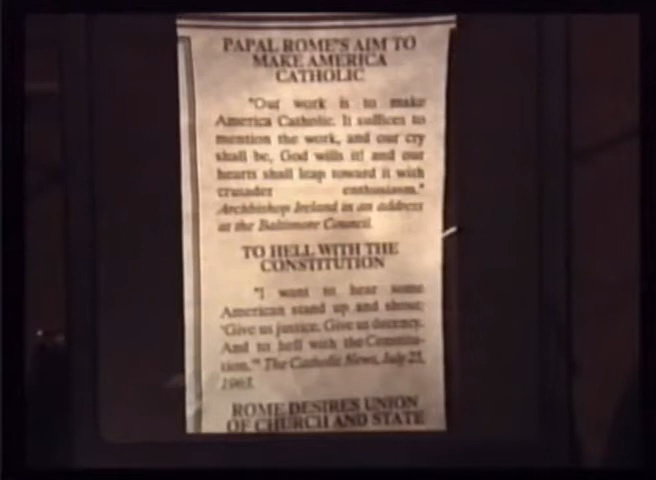 PAPAL ROME'S AIM TO
MAKE AMERICA
CATHOLIC
"Our work is to make
America Catholic. It suffices to
mention the work, and our cry
shall be, God wills it! and our
hearts shall leap toward it with
crusader enthusiasm."
Archbishop Ireland in an address
at the Baltimore Council.
TO HELL WITH THE
CONSTITUTION
"I want to hear some
American stand up and shout;
'Give us justice. Give us decency.
And to hell with the Constitu-
tion.'" The Catholic News, July 25,
1963.
ROME DESIRES UNION
OF CHURCH AND STATE